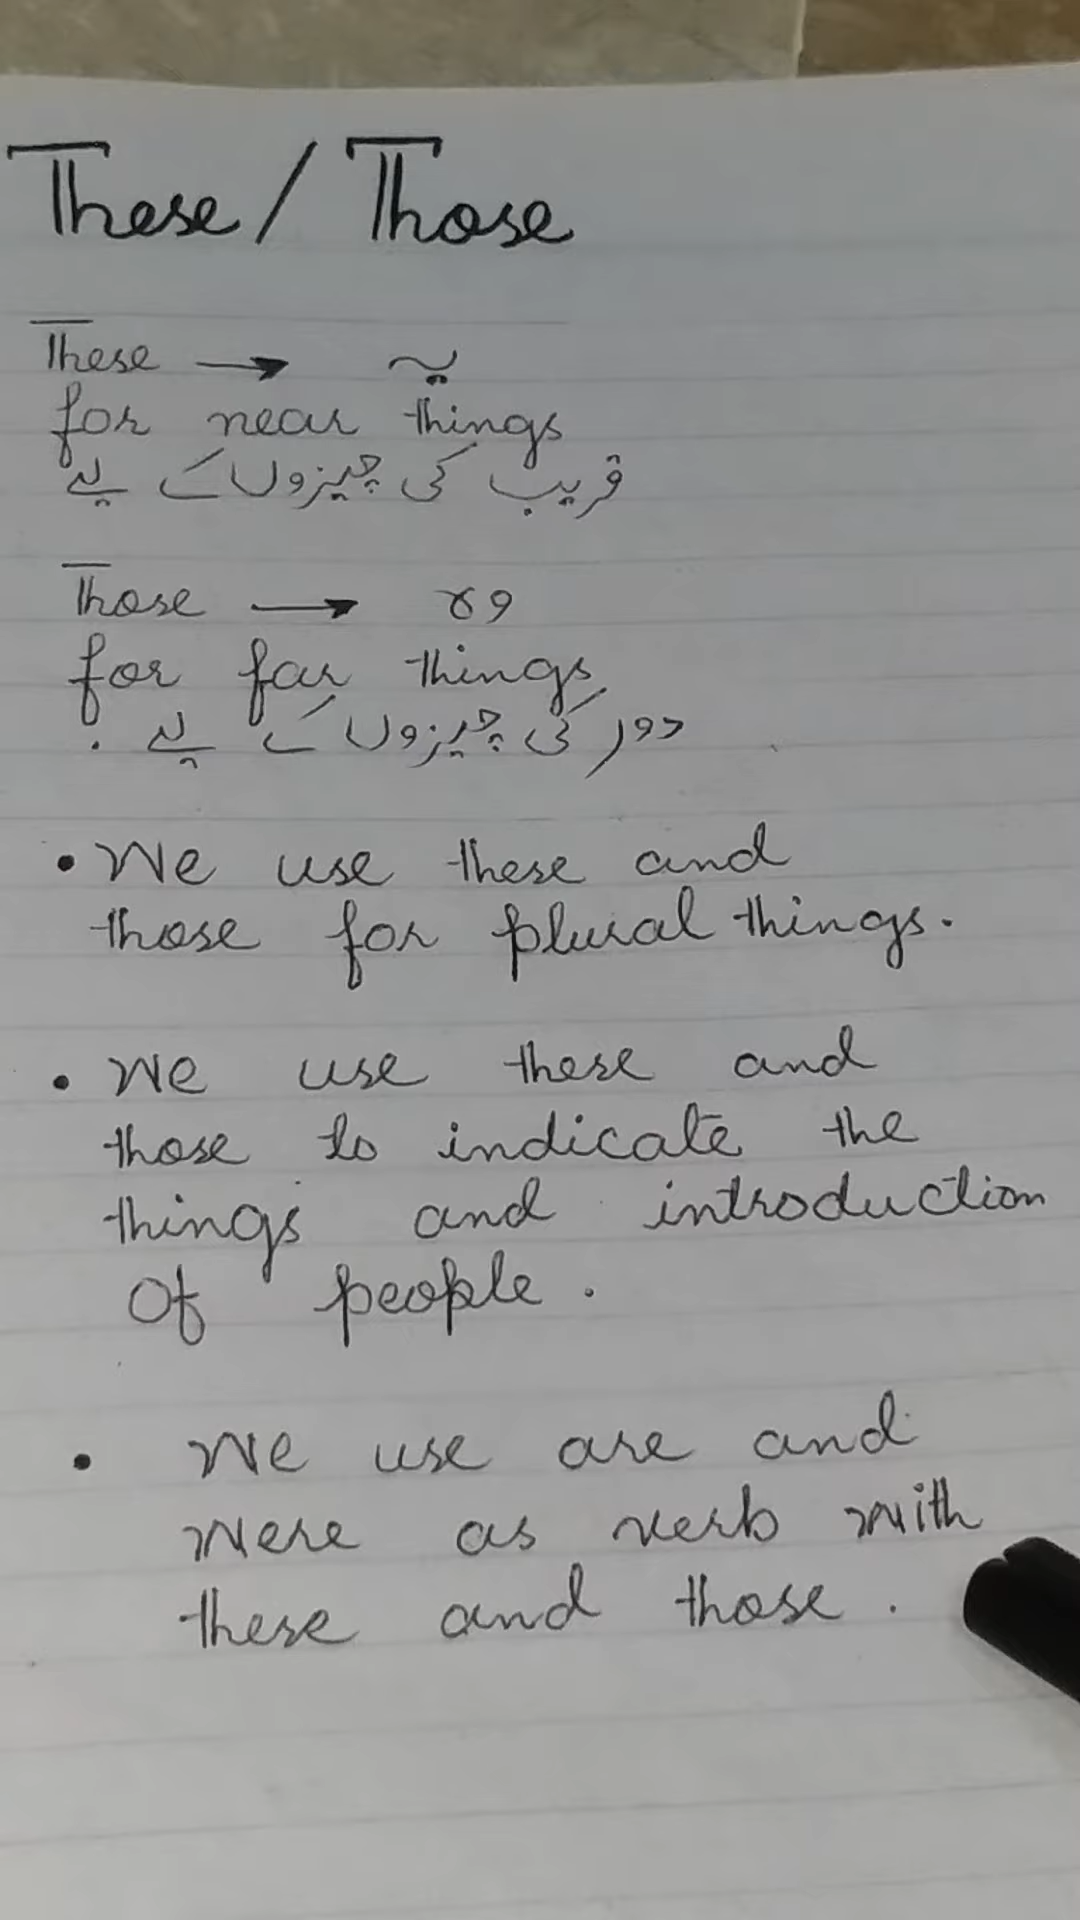 These / Those
These → یہ
for near things
قریب کی چیزوں کے لیے
Those → وہ
for far things
دور کی چیزوں کے لیے .
• We use these and
those for plural things.
• We use these and
those to indicate the
things and introduction
Of people .
• We use are and
were as verb with
these and those .